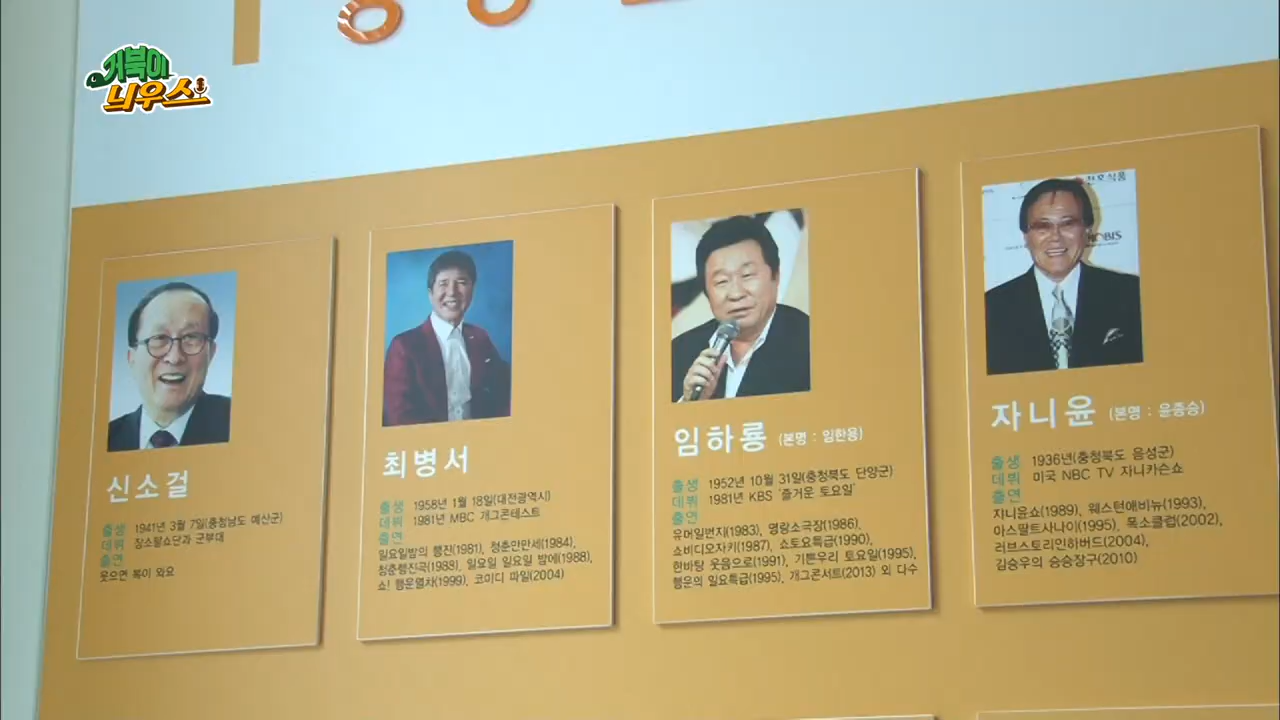 거북이
늬우스
신소걸
출생 1941년 3월 7일(충청남도 예산군)
데뷔 장소팔쇼단과 군부대
출연
웃으면 복이 와요
최병서
출생 1958년 1월 18일(대전광역시)
데뷔 1981년 MBC 개그콘테스트
출연
일요일밤의 행진(1981), 청춘만만세(1984),
청춘행진곡(1988), 일요일 일요일 밤에(1988),
쇼! 행운열차(1999), 코미디 파일(2004)
임하룡 (본명 : 임한용)
출생 1952년 10월 31일(충청북도 단양군)
데뷔 1981년 KBS '즐거운 토요일'
출연
유머일번지(1983), 명랑소극장(1986),
쇼비디오자키(1987), 쇼토요특급(1990),
한바탕 웃음으로(1991), 기쁜우리 토요일(1995),
행운의 일요특급(1995), 개그콘서트(2013) 외 다수
천호식품
자니윤 (본명 : 윤종승)
출생 1936년(충청북도 음성군)
데뷔 미국 NBC TV 자니카슨쇼
출연
자니윤쇼(1989), 웨스턴애비뉴(1993),
아스팔트사나이(1995), 폭소클럽(2002),
러브스토리인하버드(2004),
김승우의 승승장구(2010)